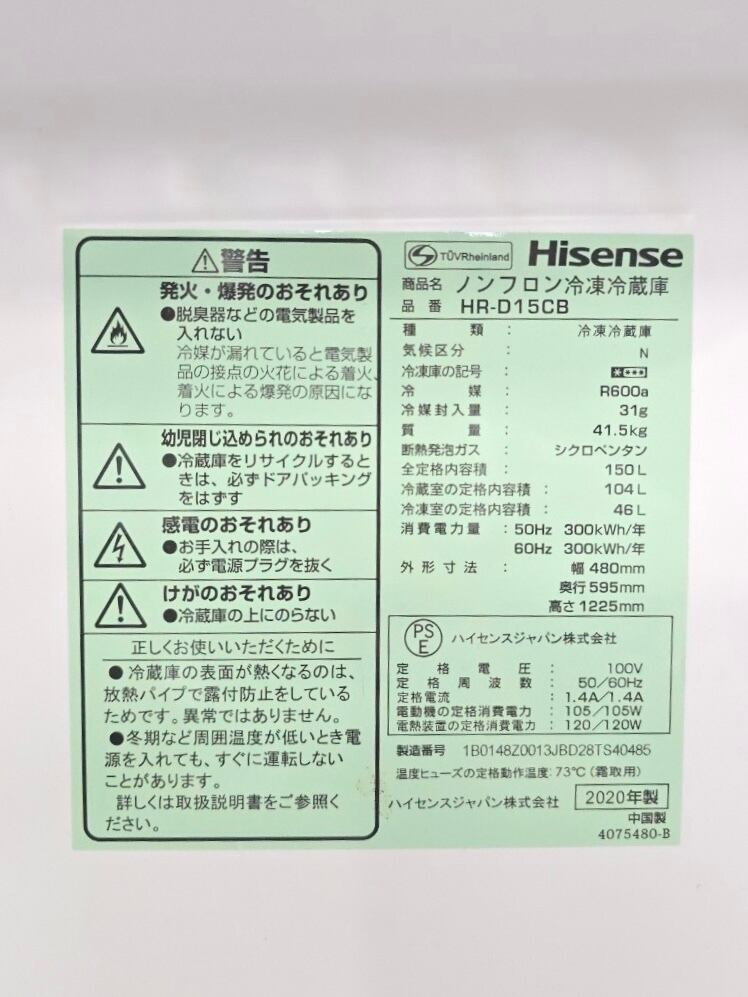 警告
発火・爆発のおそれあり
●脱臭器などの電気製品を
入れない
冷媒が漏れていると電気製
品の接点の火花による着火、
着火による爆発の原因にな
ります。
幼児閉じ込められのおそれあり
●冷蔵庫をリサイクルすると
きは、必ずドアパッキング
をはずす
感電のおそれあり
●お手入れの際は、
必ず電源プラグを抜く
けがのおそれあり
●冷蔵庫の上にのらない
正しくお使いいただくために
●冷蔵庫の表面が熱くなるのは、
放熱パイプで露付防止をしている
ためです。異常ではありません。
●冬期など周囲温度が低いとき電
源を入れても、すぐに運転しない
ことがあります。
詳しくは取扱説明書をご参照く
ださい。
TÜVRheinland Hisense
商品名 ノンフロン冷凍冷蔵庫
品番 HR-D15CB
種類：冷凍冷蔵庫
気候区分：N
冷凍庫の記号：****
冷媒：R600a
冷媒封入量：31g
質量：41.5kg
断熱発泡ガス：シクロペンタン
全定格内容積：150L
冷蔵室の定格内容積：104L
冷凍室の定格内容積：46L
消費電力量：50Hz 300kWh/年
60Hz 300kWh/年
外形寸法：幅 480mm
奥行 595mm
高さ 1225mm
PSE ハイセンスジャパン株式会社
定格電圧：100V
定格周波数：50/60Hz
定格電流：1.4A/1.4A
電動機の定格消費電力：105/105W
電熱装置の定格消費電力：120/120W
製造番号 1B0148Z0013JBD28TS40485
温度ヒューズの定格動作温度:73℃(霜取用)
ハイセンスジャパン株式会社 2020年製
中国製
4075480-B